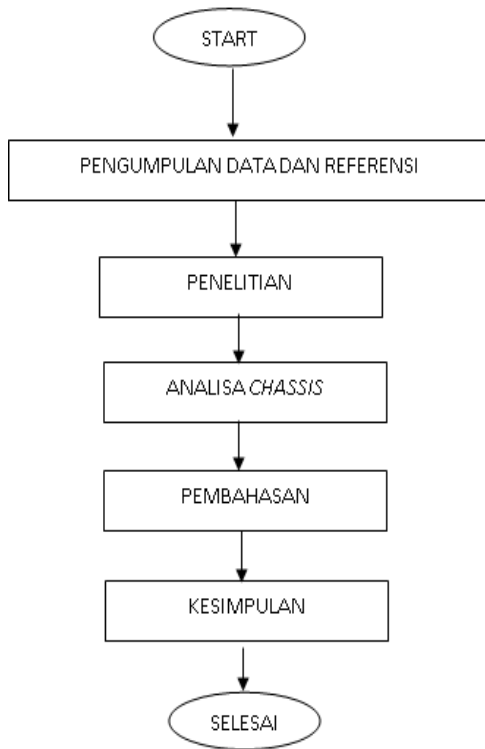 START
PENGUMPULAN DATA DAN REFERENSI
PENELITIAN
ANALISA CHASSIS
PEMBAHASAN
KESIMPULAN
SELESAI